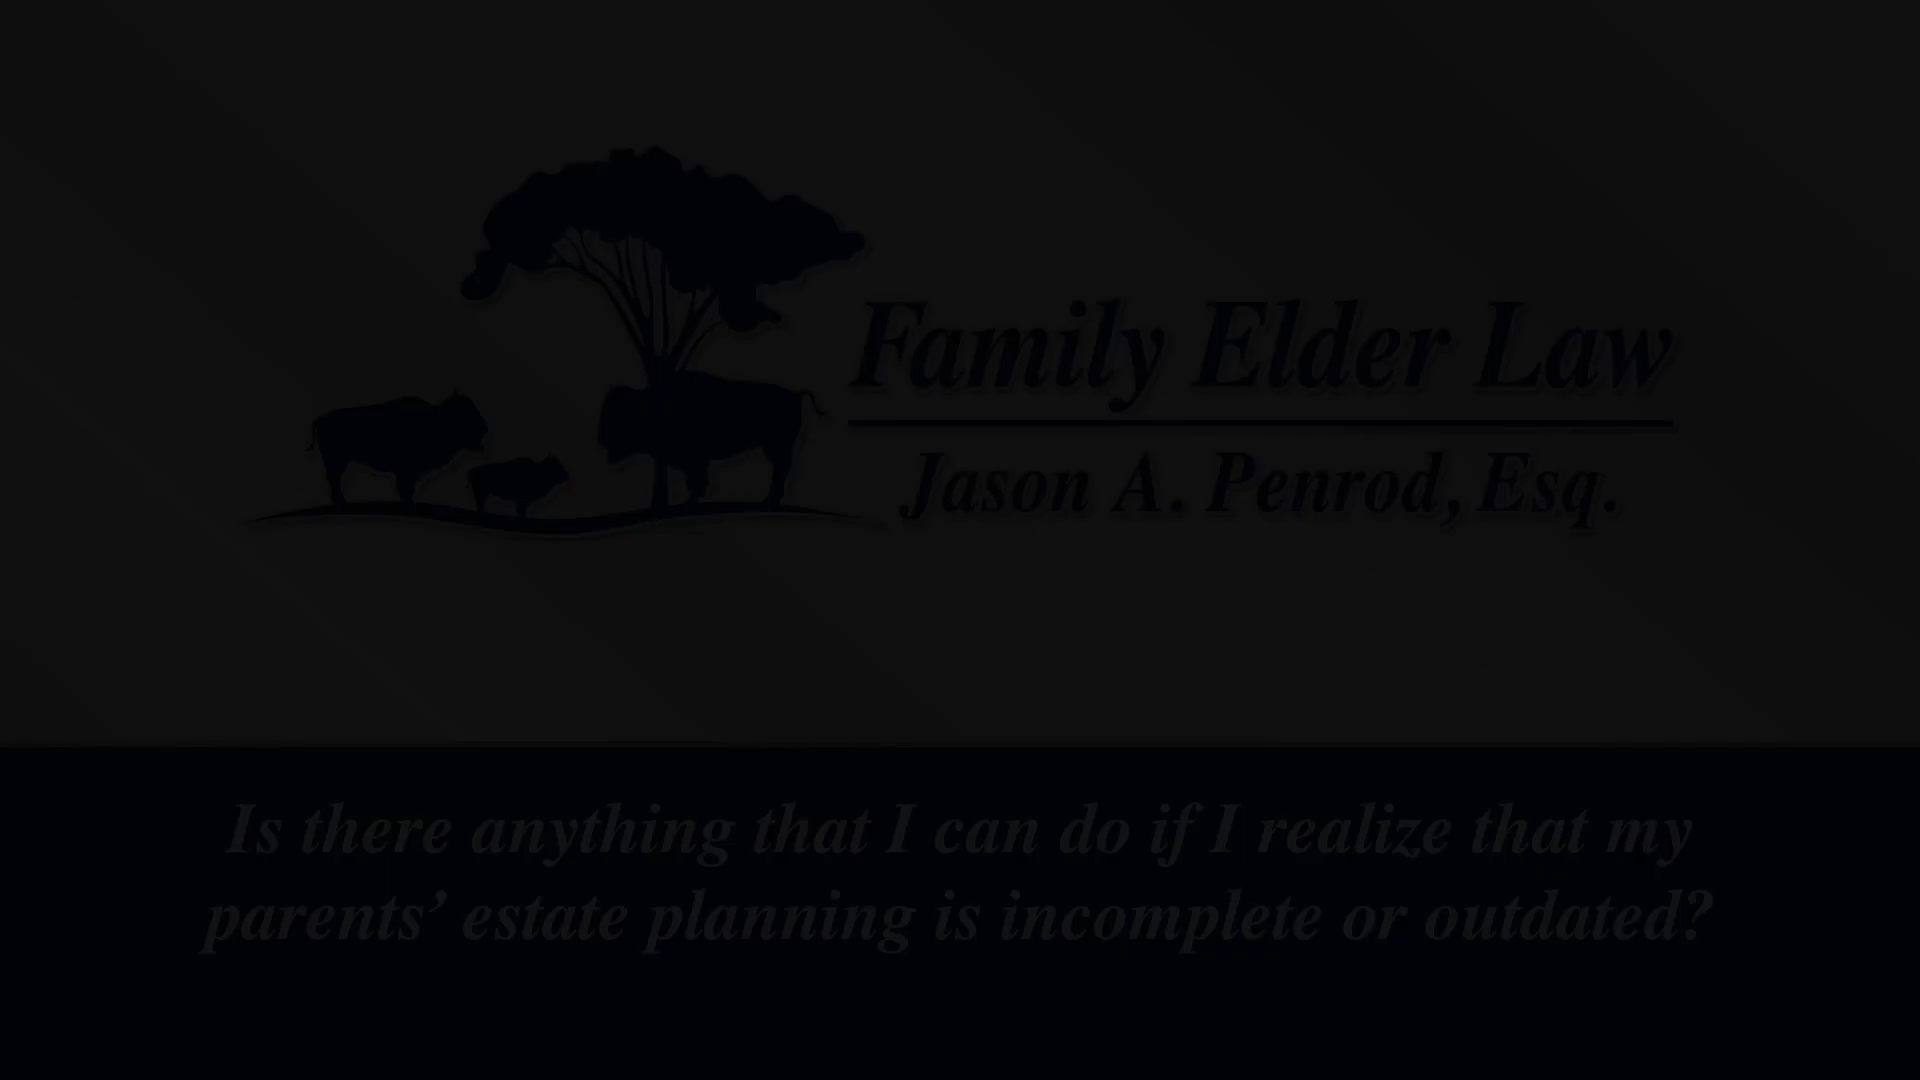 Family Elder Law
Jason A. Penrod, Esq.
Is there anything that I can do if I realize that my
parents’ estate planning is incomplete or outdated?